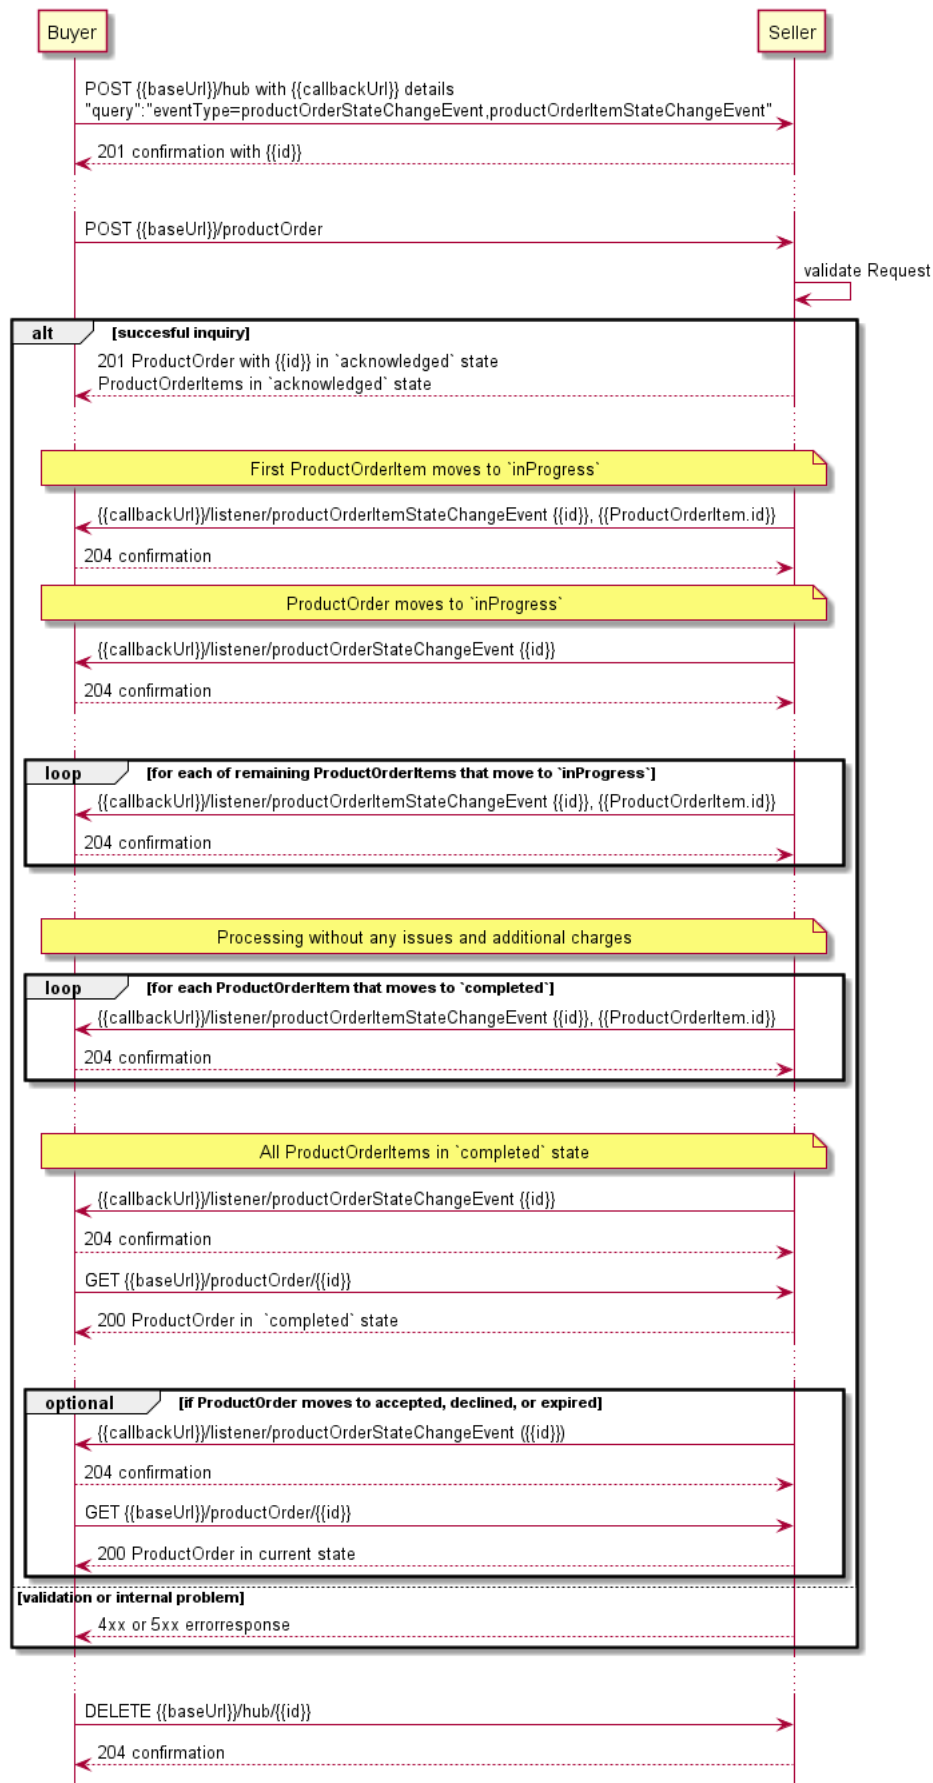 Buyer
Seller
POST {{baseUrl}}/hub with {{callbackUrl}} details
"query":"eventType=productOrderStateChangeEvent,productOrderItemStateChangeEvent"
201 confirmation with {{id}}
POST {{baseUrl}}/productOrder
validate Request
alt
[succesful inquiry]
201 ProductOrder with {{id}} in `acknowledged` state
ProductOrderItems in `acknowledged` state
First ProductOrderItem moves to `inProgress`
{{callbackUrl}}/listener/productOrderItemStateChangeEvent {{id}}, {{ProductOrderItem.id}}
204 confirmation
ProductOrder moves to `inProgress`
{{callbackUrl}}/listener/productOrderStateChangeEvent {{id}}
204 confirmation
loop
[for each of remaining ProductOrderItems that move to `inProgress`]
{{callbackUrl}}/listener/productOrderItemStateChangeEvent {{id}}, {{ProductOrderItem.id}}
204 confirmation
Processing without any issues and additional charges
loop
[for each ProductOrderItem that moves to `completed`]
{{callbackUrl}}/listener/productOrderItemStateChangeEvent {{id}}, {{ProductOrderItem.id}}
204 confirmation
All ProductOrderItems in `completed` state
{{callbackUrl}}/listener/productOrderStateChangeEvent {{id}}
204 confirmation
GET {{baseUrl}}/productOrder/{{id}}
200 ProductOrder in  `completed` state
optional
[if ProductOrder moves to accepted, declined, or expired]
{{callbackUrl}}/listener/productOrderStateChangeEvent ({{id}})
204 confirmation
GET {{baseUrl}}/productOrder/{{id}}
200 ProductOrder in current state
[validation or internal problem]
4xx or 5xx errorresponse
DELETE {{baseUrl}}/hub/{{id}}
204 confirmation